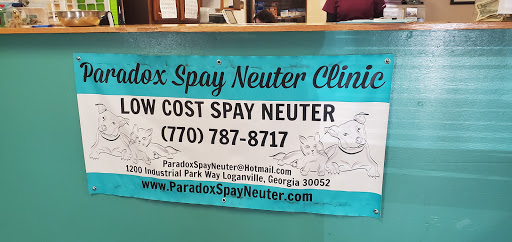 Paradox Spay Neuter Clinic
LOW COST SPAY NEUTER
(770) 787-8717
ParadoxSpayNeuter@Hotmail.com
1200 Industrial Park Way Loganville, Georgia 30052
www.ParadoxSpayNeuter.com